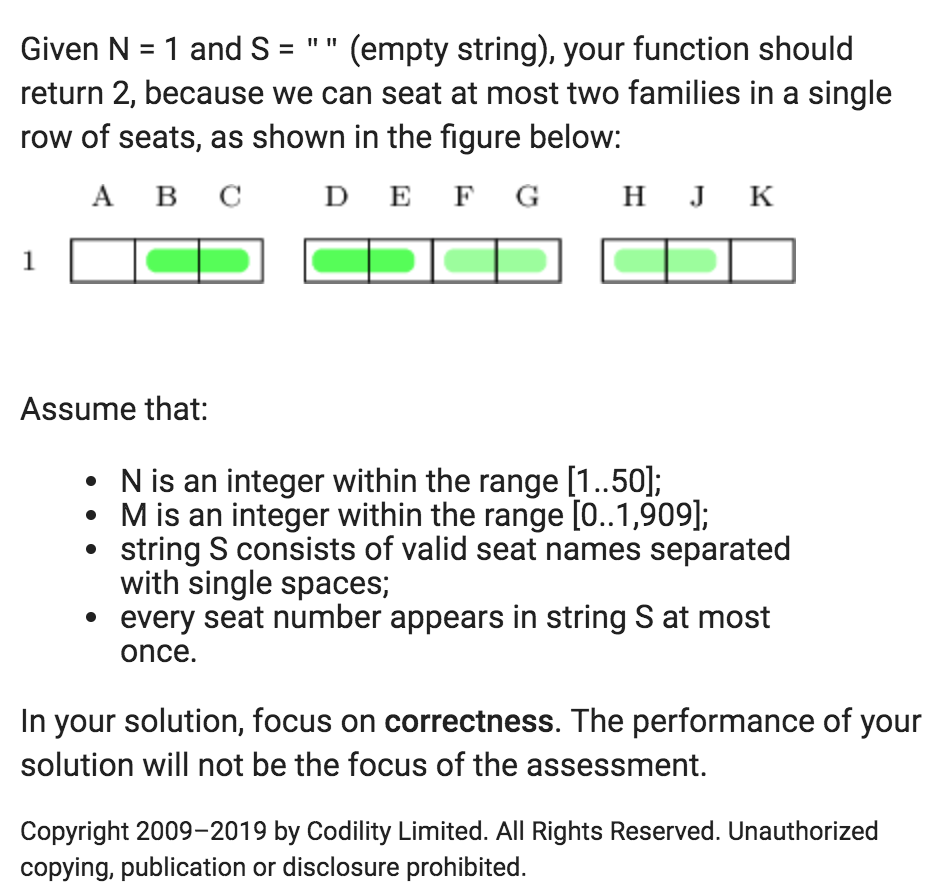 Given N = 1 and S = "" (empty string), your function should
return 2, because we can seat at most two families in a single
row of seats, as shown in the figure below:
A B C D E F G H J K
1
Assume that:
• N is an integer within the range [1..50];
• M is an integer within the range [0..1,909];
• string S consists of valid seat names separated
with single spaces;
• every seat number appears in string S at most
once.
In your solution, focus on correctness. The performance of your
solution will not be the focus of the assessment.
Copyright 2009–2019 by Codility Limited. All Rights Reserved. Unauthorized
copying, publication or disclosure prohibited.